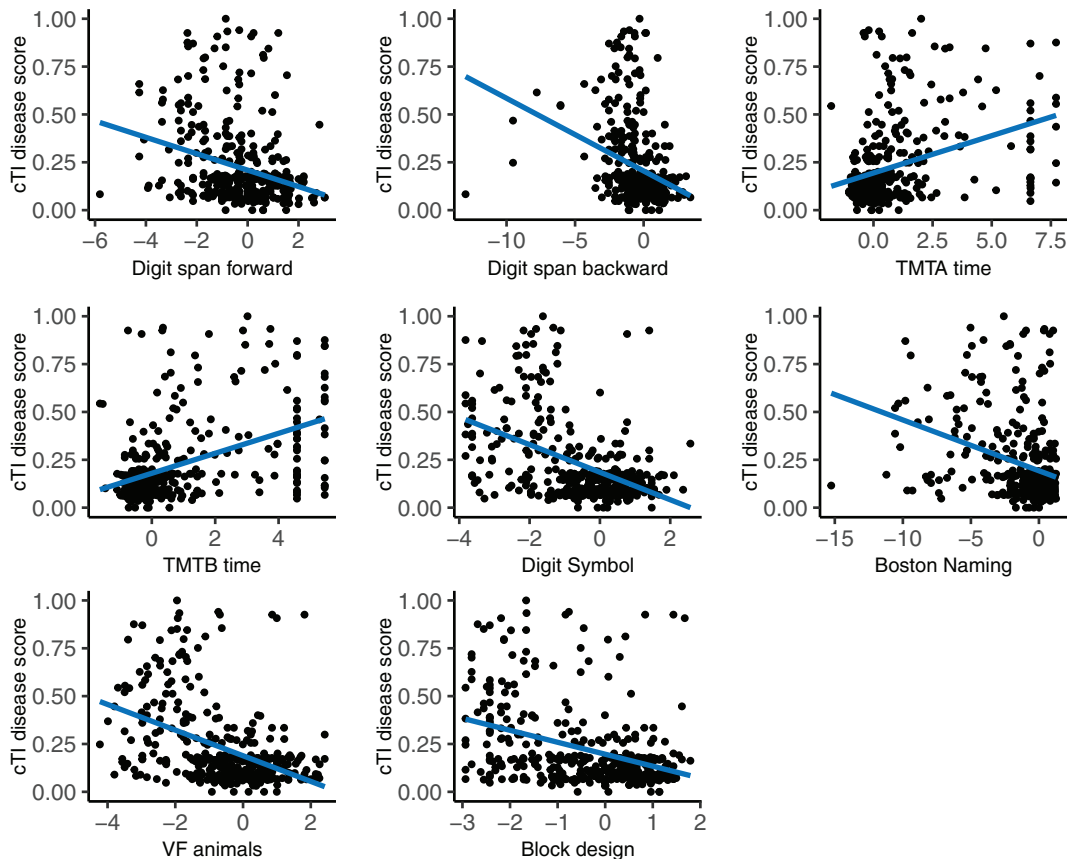 cTI disease score
1.00
0.75
0.50
0.25
0.00
−6 −4 −2 0 2
Digit span forward
cTI disease score
1.00
0.75
0.50
0.25
0.00
−10 −5 0
Digit span backward
cTI disease score
1.00
0.75
0.50
0.25
0.00
0.0 2.5 5.0 7.5
TMTA time
cTI disease score
1.00
0.75
0.50
0.25
0.00
0 2 4
TMTB time
cTI disease score
1.00
0.75
0.50
0.25
0.00
−4 −2 0 2
Digit Symbol
cTI disease score
1.00
0.75
0.50
0.25
0.00
−15 −10 −5 0
Boston Naming
cTI disease score
1.00
0.75
0.50
0.25
0.00
−4 −2 0 2
VF animals
cTI disease score
1.00
0.75
0.50
0.25
0.00
−3 −2 −1 0 1 2
Block design